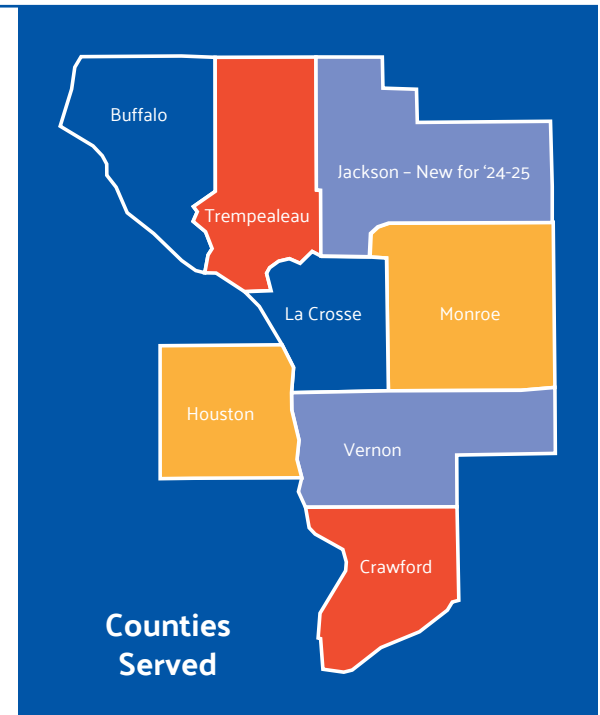 Buffalo
Jackson – New for ‘24-25
Trempealeau
La Crosse
Monroe
Houston
Vernon
Crawford
Counties
Served